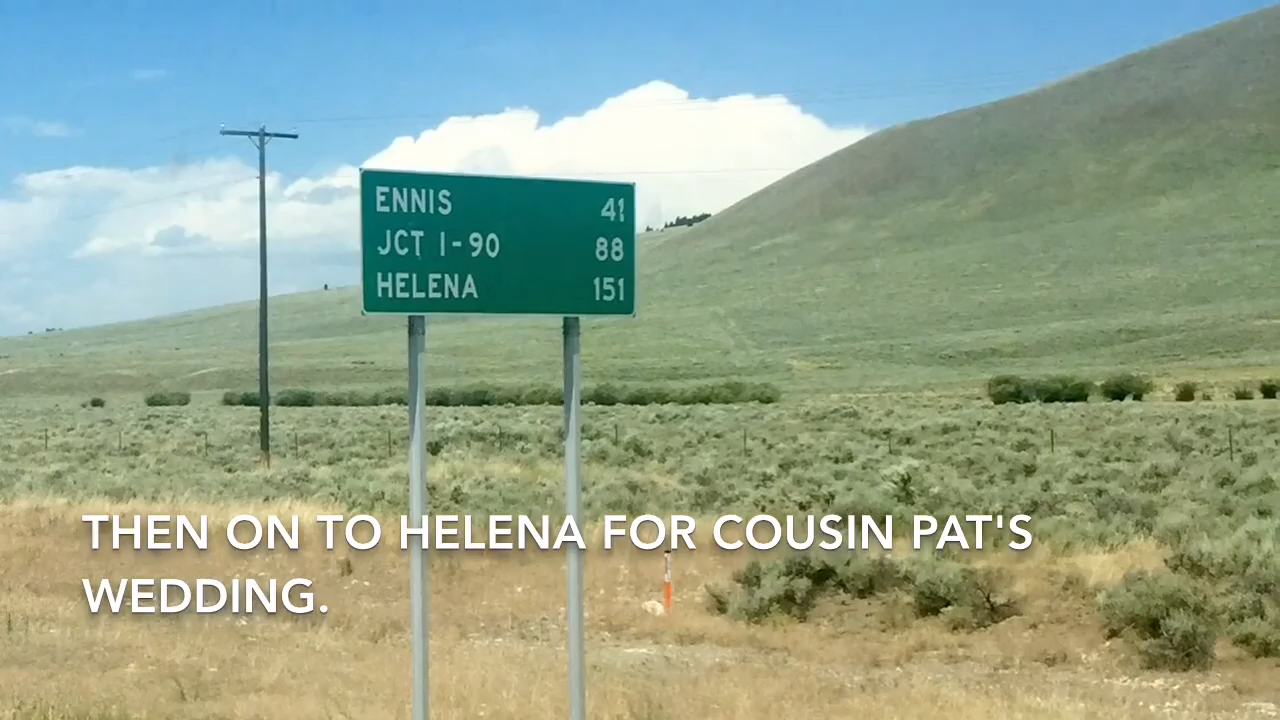 ENNIS 41
JCT I-90 88
HELENA 151
THEN ON TO HELENA FOR COUSIN PAT'S
WEDDING.